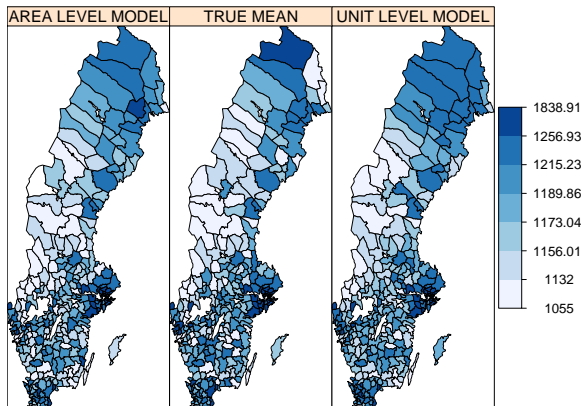 AREA LEVEL MODEL
TRUE MEAN
UNIT LEVEL MODEL
1838.91
1256.93
1215.23
1189.86
1173.04
1156.01
1132
1055